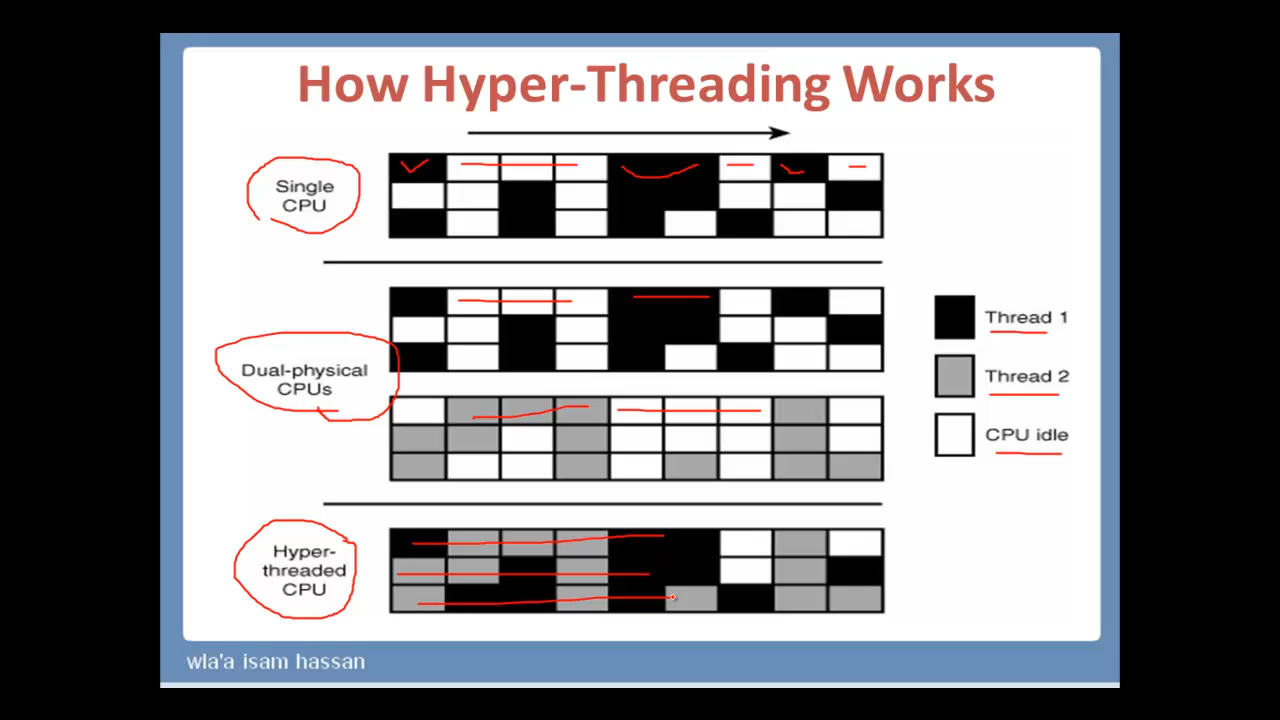 How Hyper-Threading Works
Single
CPU
Dual-physical
CPUs
Hyper-
threaded
CPU
Thread 1
Thread 2
CPU idle
wla'a isam hassan